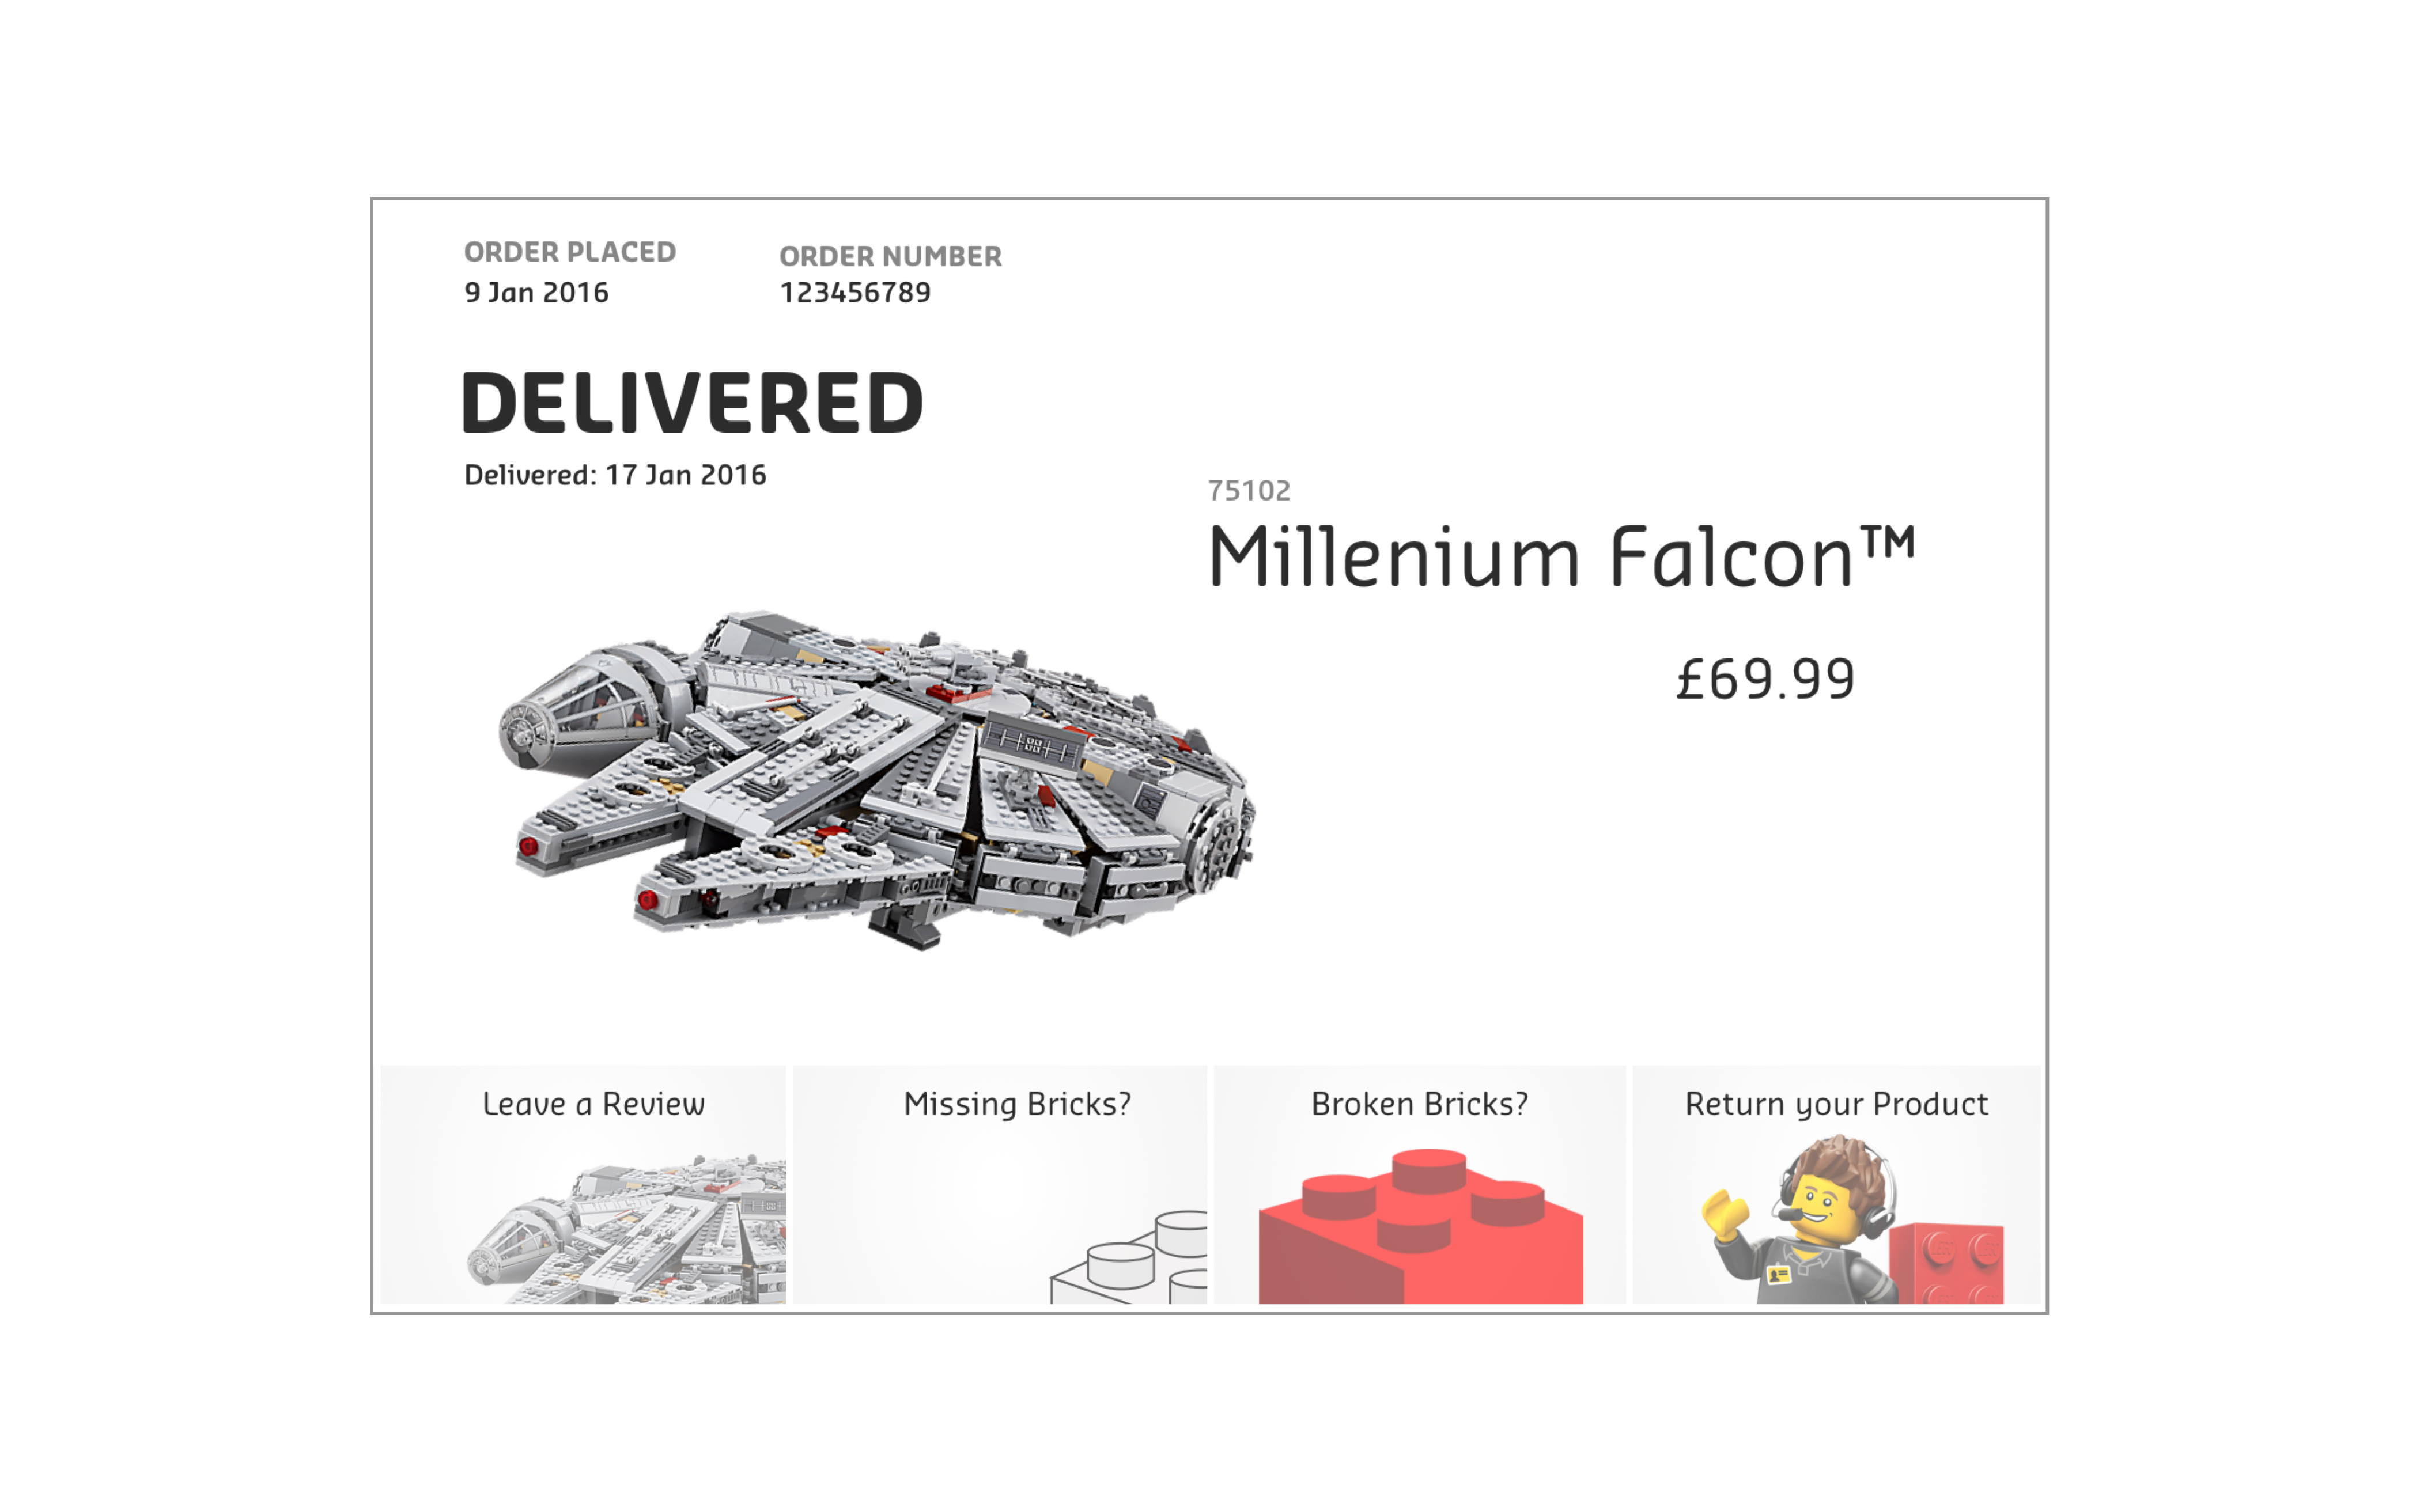 ORDER PLACED
9 Jan 2016
ORDER NUMBER
123456789
DELIVERED
Delivered: 17 Jan 2016
75102
Millenium Falcon™
£69.99
Leave a Review
Missing Bricks?
Broken Bricks?
Return your Product